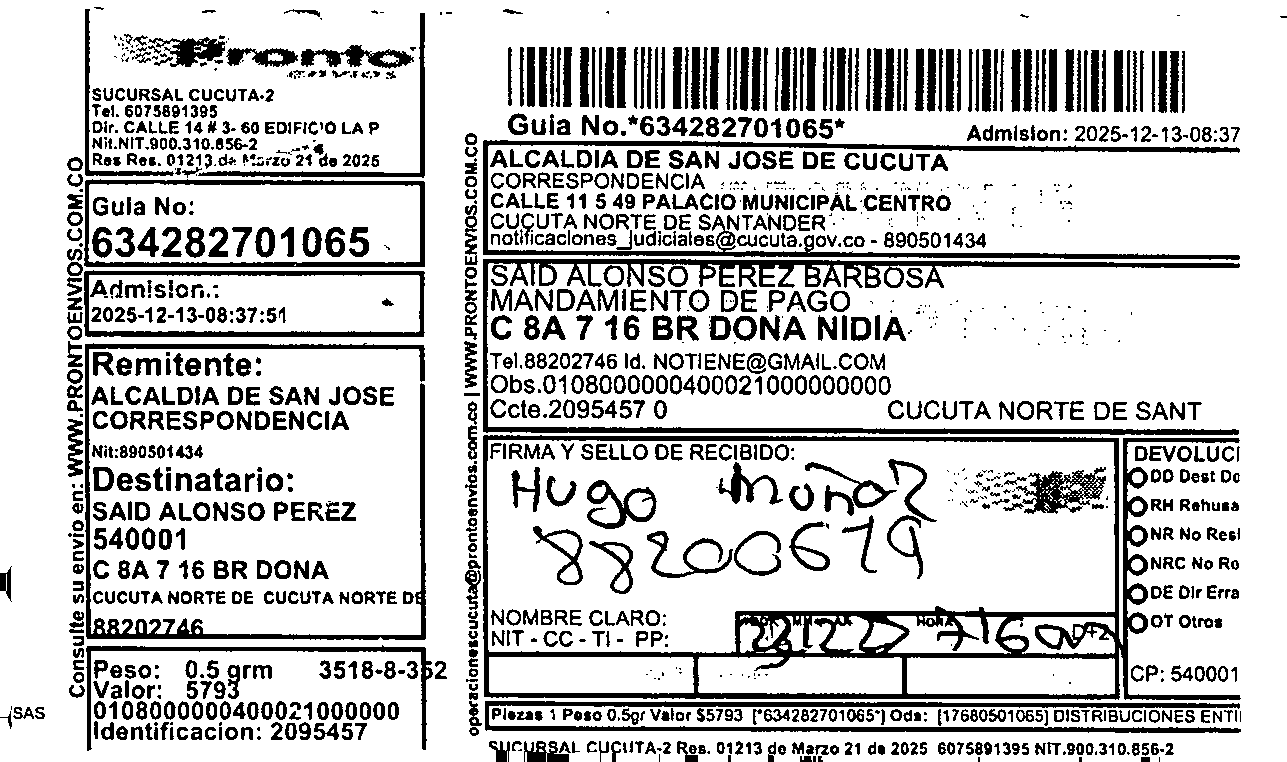 Pronto
envios
SUCURSAL CUCUTA-2
Tel. 6075891395
Dir. CALLE 14 # 3- 60 EDIFICIO LA P
Nit.NIT.900.310.856-2
Res Res. 01213 de Marzo 21 de 2025
Consulte su envio en: WWW.PRONTOENVIOS.COM.CO
Guia No:
634282701065
Admision.:
2025-12-13-08:37:51
Remitente:
ALCALDIA DE SAN JOSE
CORRESPONDENCIA
Nit:890501434
Destinatario:
SAID ALONSO PEREZ
540001
C 8A 7 16 BR DONA
CUCUTA NORTE DE CUCUTA NORTE DE
88202746
Peso: 0.5 grm 3518-8-352
Valor: 5793
0108000000400021000000
Identificacion: 2095457
SAS
operacionescucuta@prontoenvios.com.co | WWW.PRONTOENVIOS.COM.CO
Guia No.*634282701065*
Admision: 2025-12-13-08:37
ALCALDIA DE SAN JOSE DE CUCUTA
CORRESPONDENCIA
CALLE 11 5 49 PALACIO MUNICIPAL CENTRO
CUCUTA NORTE DE SANTANDER
notificaciones_judiciales@cucuta.gov.co - 890501434
SAID ALONSO PEREZ BARBOSA
MANDAMIENTO DE PAGO
C 8A 7 16 BR DONA NIDIA
Tel.88202746 Id. NOTIENE@GMAIL.COM
Obs.0108000000400021000000000
Ccte.2095457 0 CUCUTA NORTE DE SANT
FIRMA Y SELLO DE RECIBIDO:
Hugo muñoz
88200679
NOMBRE CLARO:
NIT - CC - TI - PP:
HORA
D+2
DEVOLUCI
DD Dest De
RH Rehusa
NR No Resi
NRC No Ro
DE Dir Erra
OT Otros
CP: 540001
Piezas 1 Peso 0.5gr Valor $5793 [*634282701065*] Ods: [17680501065] DISTRIBUCIONES ENTI
SUCURSAL CUCUTA-2 Res. 01213 de Marzo 21 de 2025 6075891395 NIT.900.310.856-2